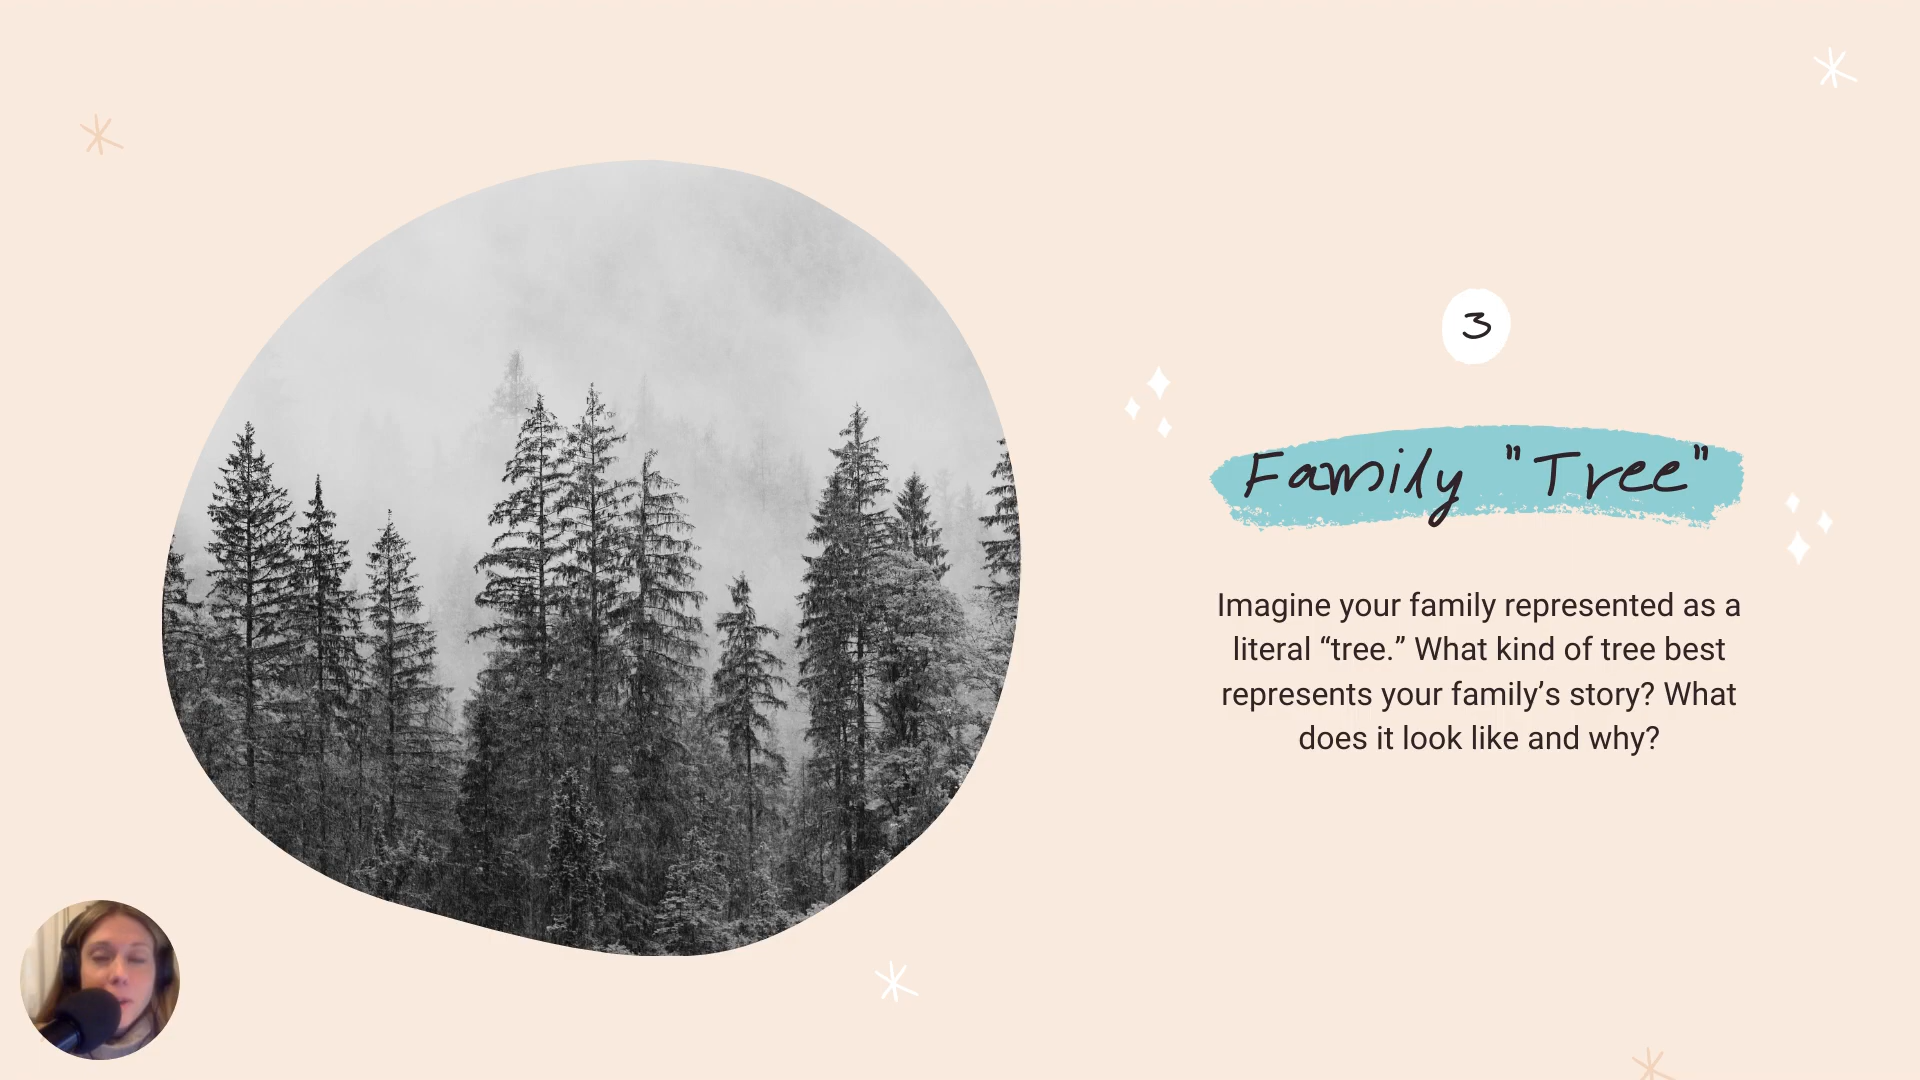 3
Family "Tree"
Imagine your family represented as a
literal “tree.” What kind of tree best
represents your family’s story? What
does it look like and why?